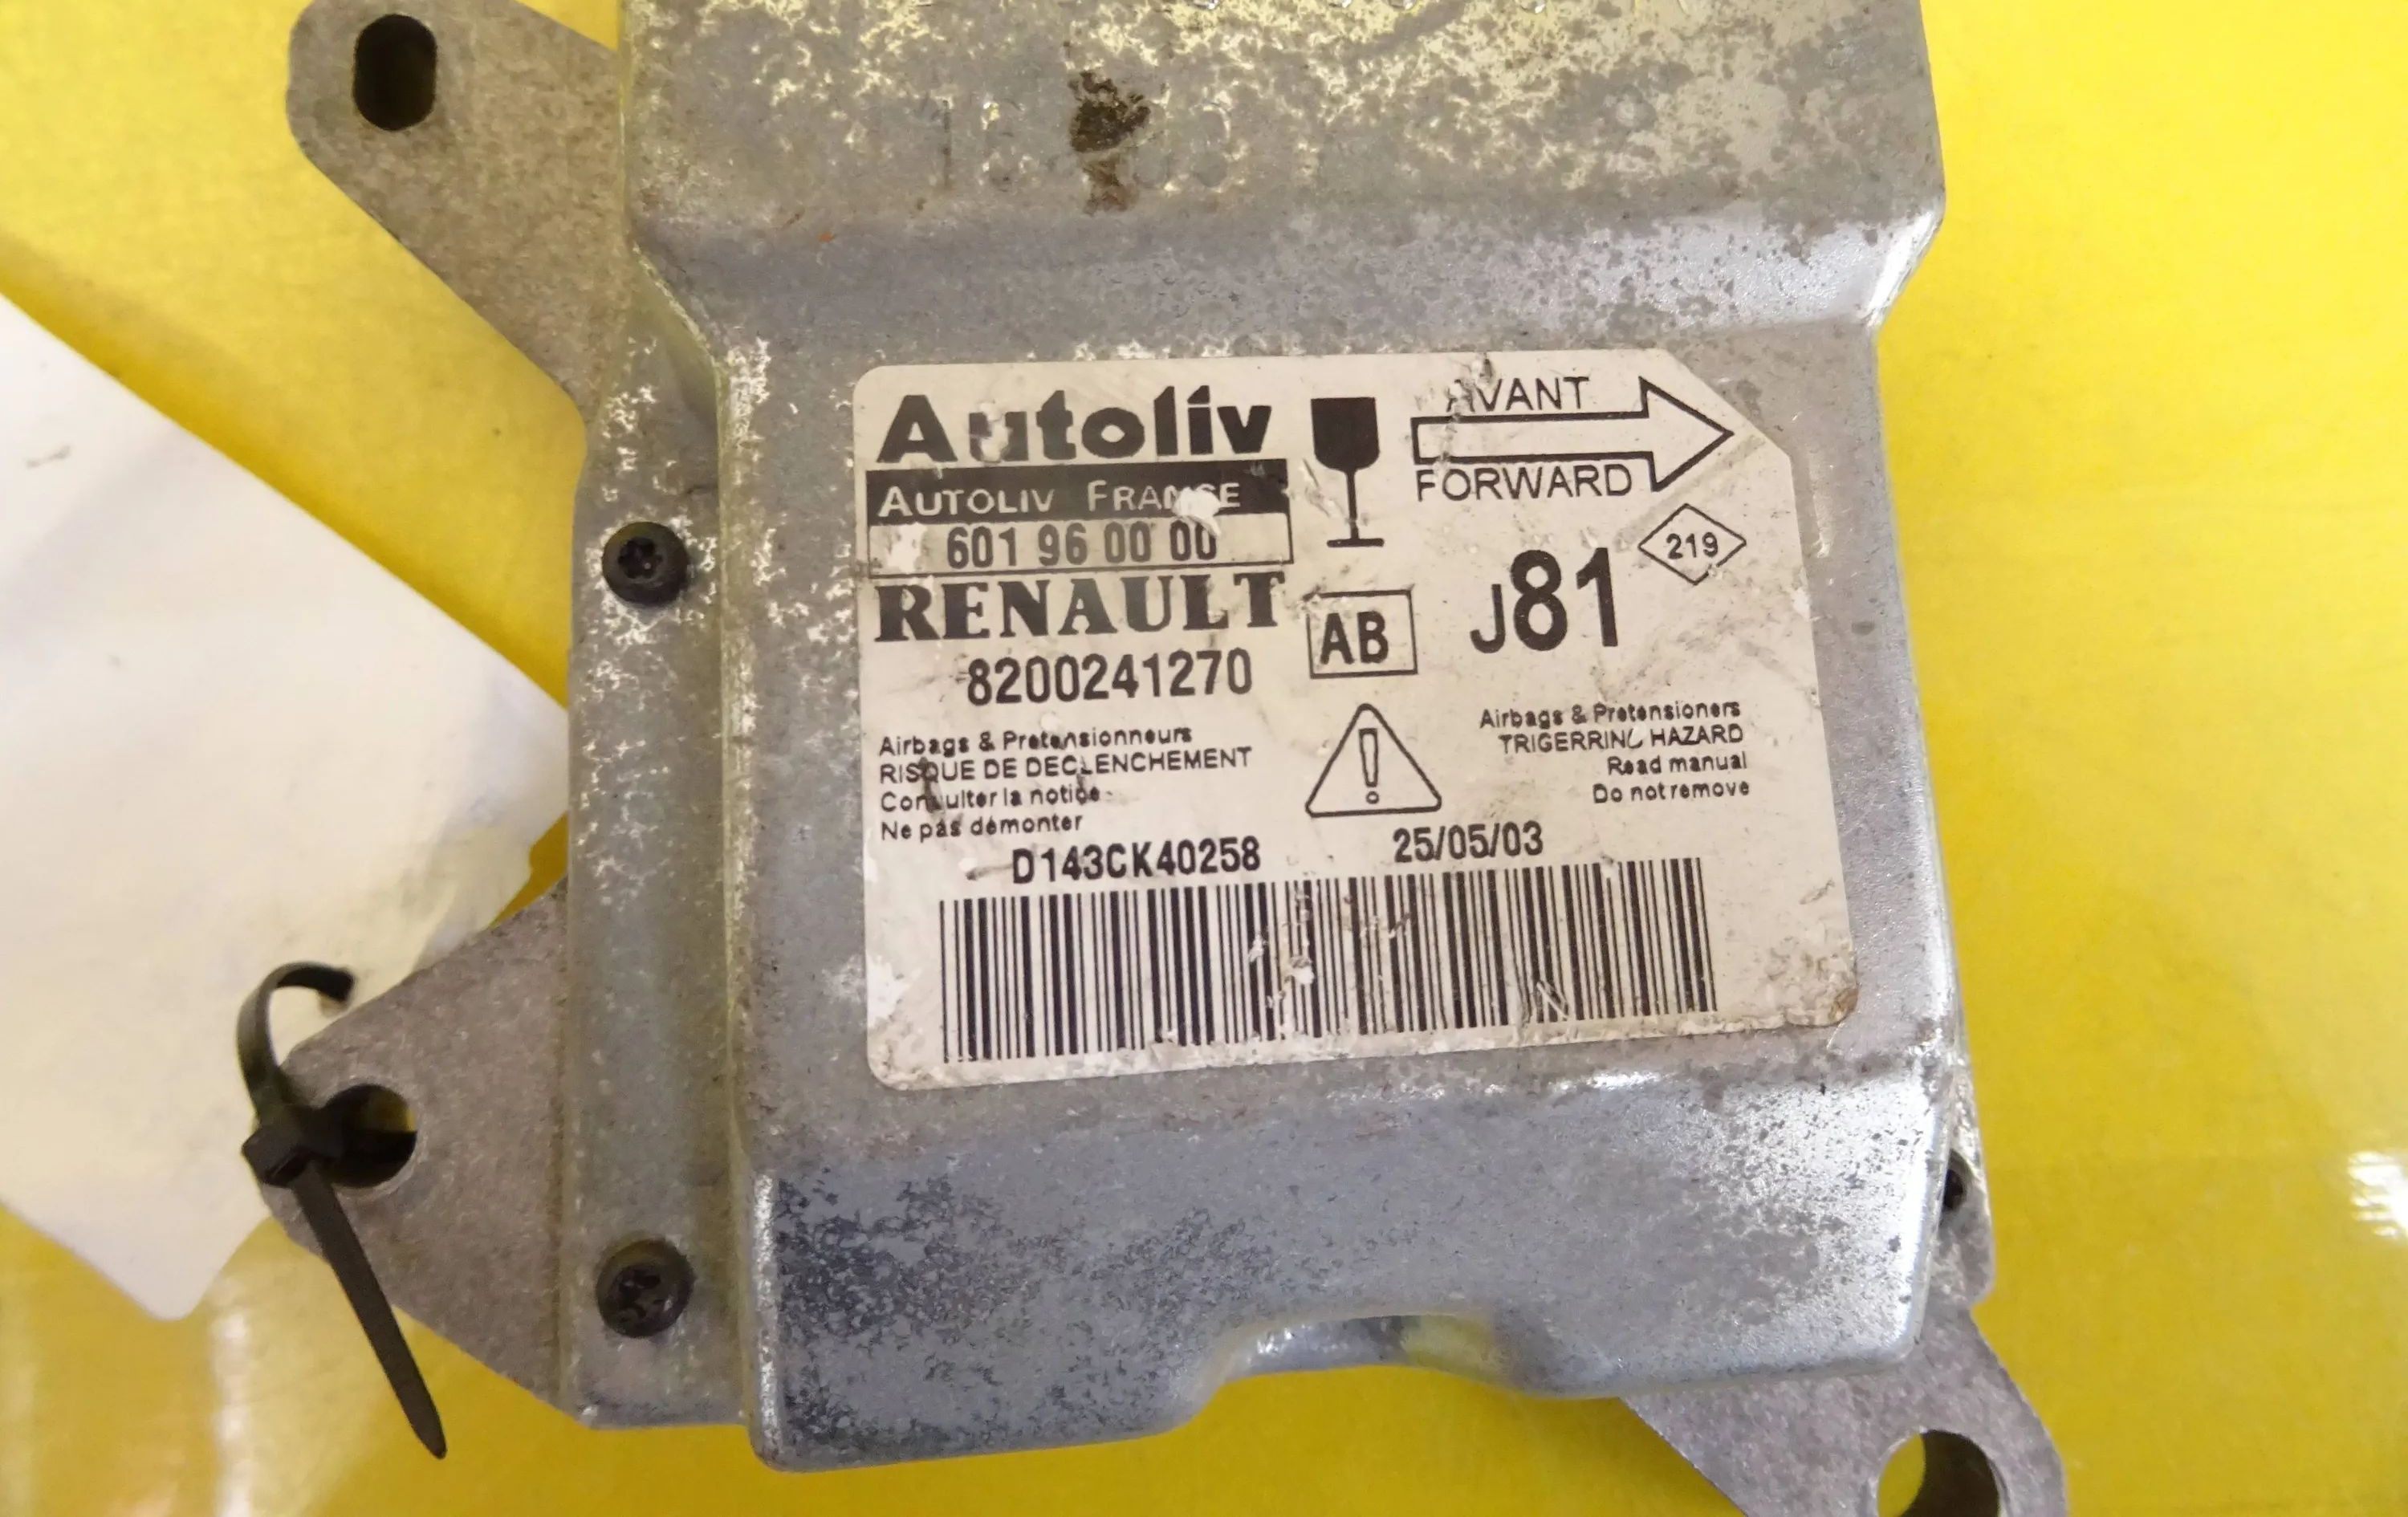 Autoliv
AUTOLIV FRANCE
601 96 00 00
RENAULT
8200241270
AVANT
FORWARD
219
J81
AB
Airbags & Pretensionneurs
RISQUE DE DECLENCHEMENT
Consulter la notice
Ne pas démonter
Airbags & Pretensioners
TRIGERRING HAZARD
Read manual
Do not remove
D143CK40258
25/05/03